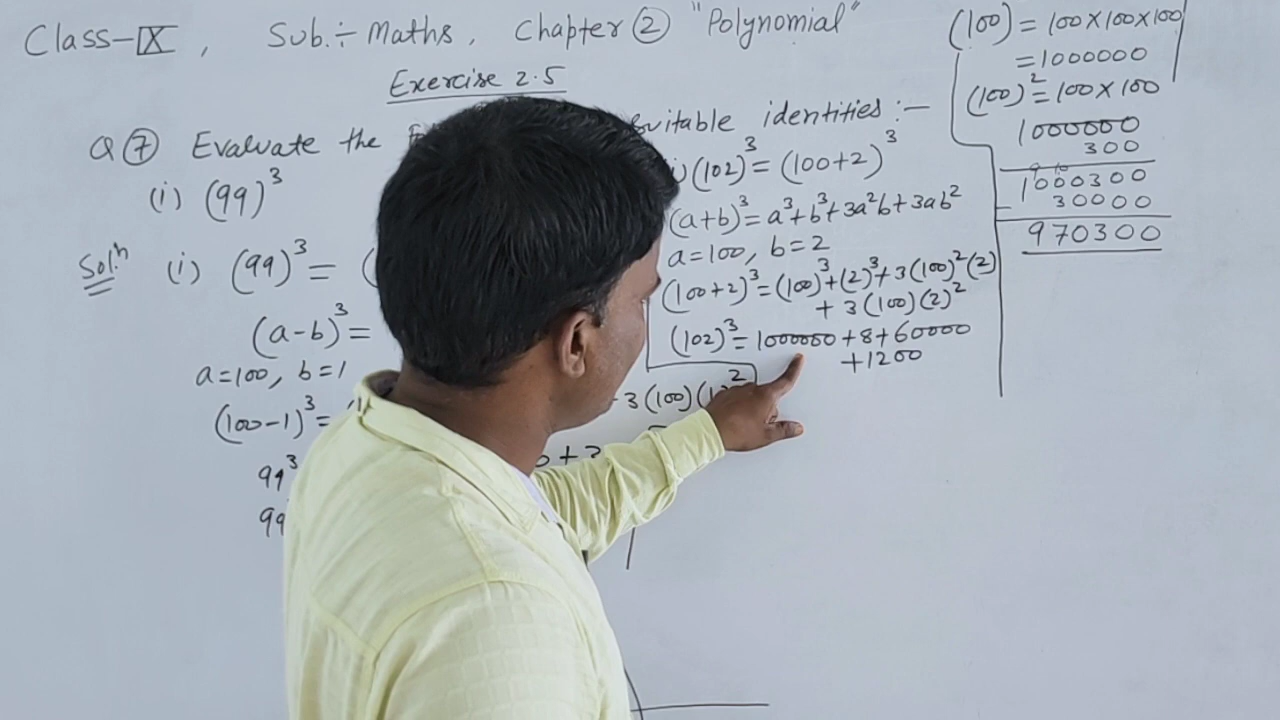 Class-IX, Sub.÷Maths, Chapter ② "Polynomial"
Exercise 2.5
Q⑦ Evaluate the suitable identities :-
(i) (99)³
Solⁿ (i) (99)³ = (
(a-b)³ =
a=100, b=1
(100-1)³ =
99³
99
) (102)³ = (100+2)³
(a+b)³ = a³+b³+3a²b+3ab²
a=100, b=2
(100+2)³ = (100)³+(2)³+3(100)²(2)
+ 3(100)(2)²
(102)³ = 1000000+8+60000
+1200
3(100)(1)²
(100) = 100×100×100
=1000000
(100)² = 100×100
1000000
300
9 10
1000300
- 30000
970300